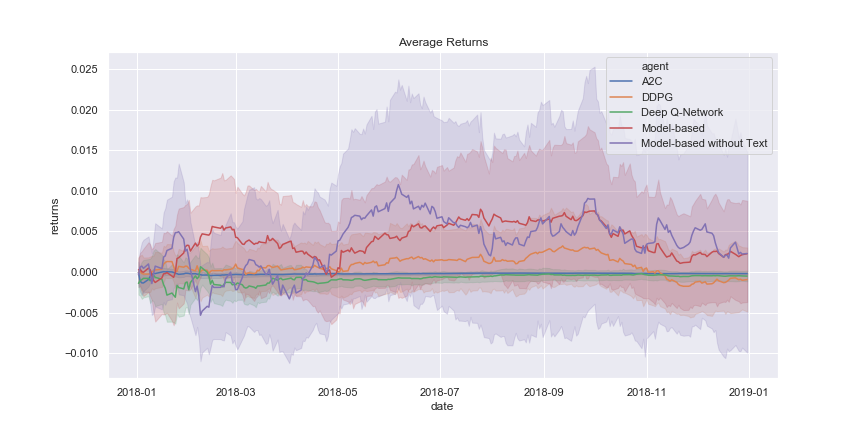 Average Returns
agent
A2C
DDPG
Deep Q-Network
Model-based
Model-based without Text
0.025
0.020
0.015
0.010
0.005
0.000
−0.005
−0.010
returns
2018-01 2018-03 2018-05 2018-07 2018-09 2018-11 2019-01
date